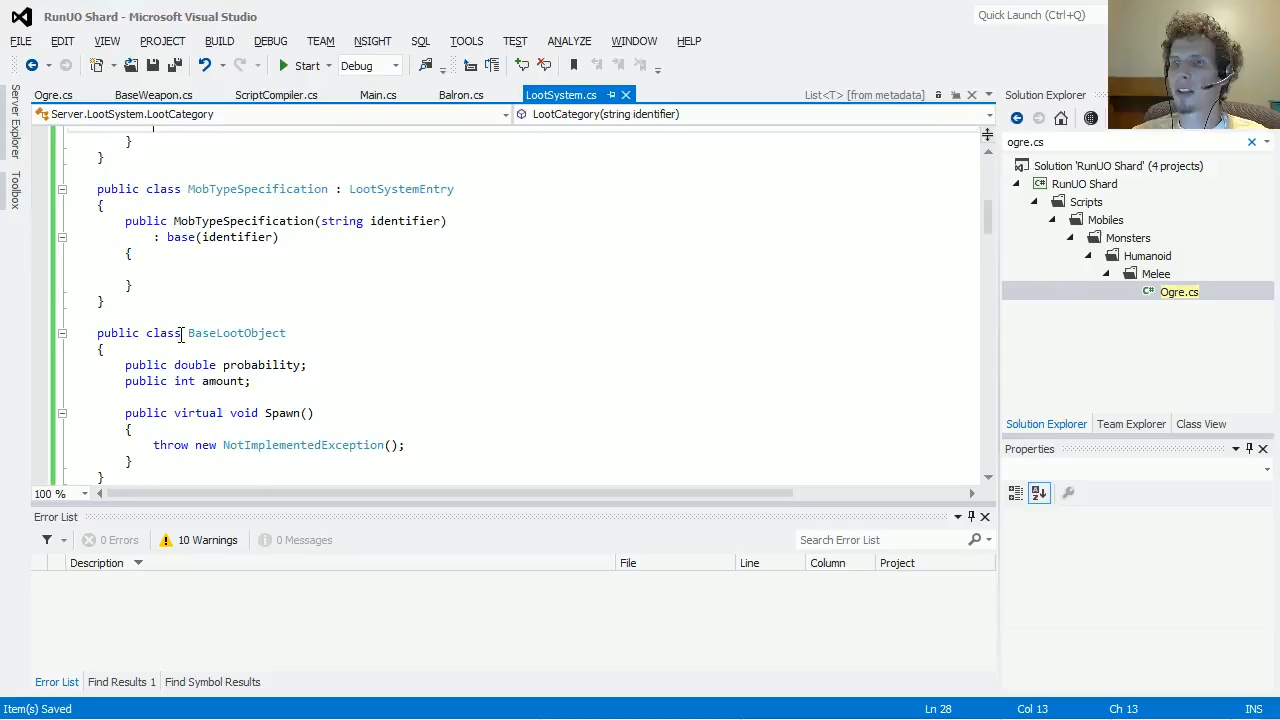 RunUO Shard - Microsoft Visual Studio
Quick Launch (Ctrl+Q)
FILE EDIT VIEW PROJECT BUILD DEBUG TEAM NSIGHT SQL TOOLS TEST ANALYZE WINDOW HELP
Start Debug
Ogre.cs BaseWeapon.cs ScriptCompiler.cs Main.cs Balron.cs LootSystem.cs List<T> [from metadata]
Server.LootSystem.LootCategory LootCategory(string identifier)
Server Explorer
Toolbox
}
}
public class MobTypeSpecification : LootSystemEntry
{
public MobTypeSpecification(string identifier)
: base(identifier)
{
}
}
public class BaseLootObject
{
public double probability;
public int amount;
public virtual void Spawn()
{
throw new NotImplementedException();
}
}
100 %
Solution Explorer
ogre.cs
Solution 'RunUO Shard' (4 projects)
RunUO Shard
Scripts
Mobiles
Monsters
Humanoid
Melee
C# Ogre.cs
Solution Explorer Team Explorer Class View
Properties
Error List
0 Errors 10 Warnings 0 Messages
Search Error List
Description File Line Column Project
Error List Find Results 1 Find Symbol Results
Item(s) Saved Ln 28 Col 13 Ch 13 INS